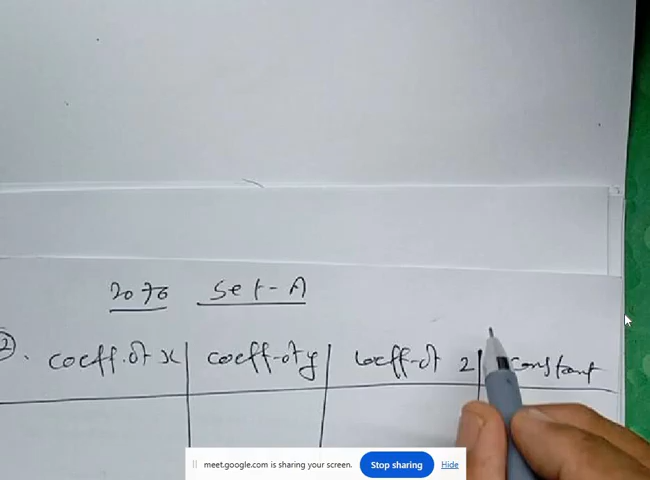 2076 Set-A
2. coeff. of x coeff-of y coeff-of z constant
meet.google.com is sharing your screen. Stop sharing Hide